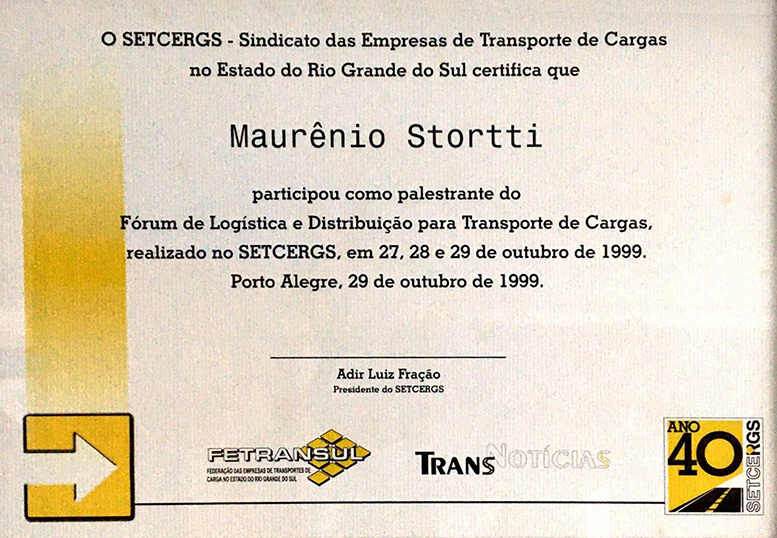 O SETCERGS - Sindicato das Empresas de Transporte de Cargas
no Estado do Rio Grande do Sul certifica que
Maurênio Stortti
participou como palestrante do
Fórum de Logística e Distribuição para Transporte de Cargas,
realizado no SETCERGS, em 27, 28 e 29 de outubro de 1999.
Porto Alegre, 29 de outubro de 1999.
Adir Luiz Fração
Presidente do SETCERGS
FETRANSUL
FEDERAÇÃO DAS EMPRESAS DE TRANSPORTES DE
CARGA NO ESTADO DO RIO GRANDE DO SUL
TRANSNOTÍCIAS
ANO
40
SETCERGS